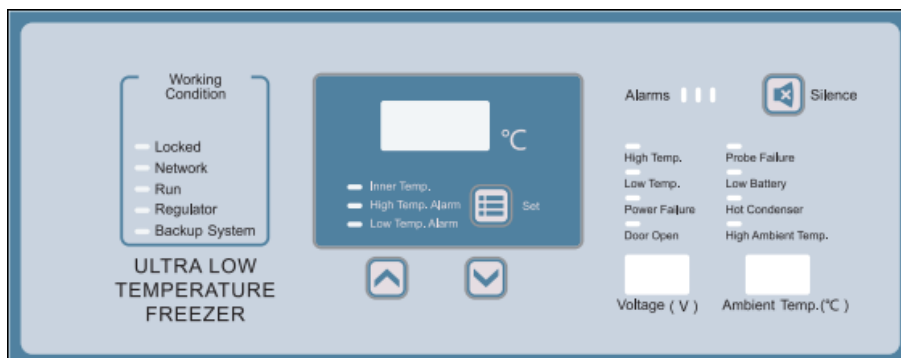 Working
Condition
Locked
Network
Run
Regulator
Backup System
ULTRA LOW
TEMPERATURE
FREEZER
°C
Inner Temp.
High Temp. Alarm
Low Temp. Alarm
Set
Alarms
Silence
High Temp.
Probe Failure
Low Temp.
Low Battery
Power Failure
Hot Condenser
Door Open
High Ambient Temp.
Voltage ( V )
Ambient Temp.(℃ )